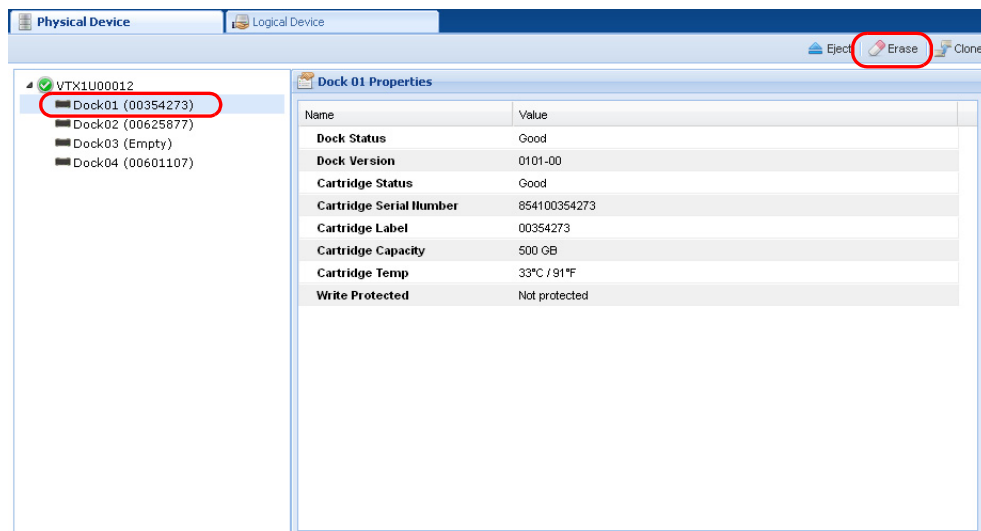 Physical Device Logical Device
Eject Erase Clone
VTX1U00012
Dock01 (00354273)
Dock02 (00625877)
Dock03 (Empty)
Dock04 (00601107)
Dock 01 Properties
Name Value
Dock Status Good
Dock Version 0101-00
Cartridge Status Good
Cartridge Serial Number 854100354273
Cartridge Label 00354273
Cartridge Capacity 500 GB
Cartridge Temp 33°C / 91°F
Write Protected Not protected